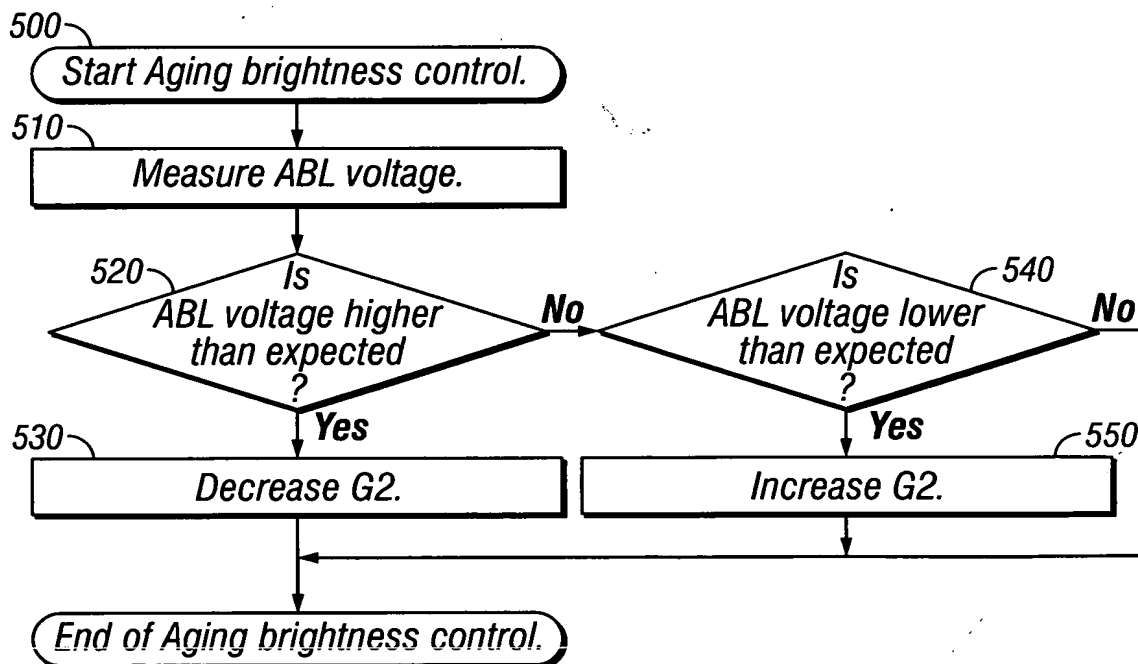 500
Start Aging brightness control.
510
Measure ABL voltage.
520
Is
ABL voltage higher
than expected
?
No
Yes
530
Decrease G2.
540
Is
ABL voltage lower
than expected
?
No
Yes
550
Increase G2.
End of Aging brightness control.